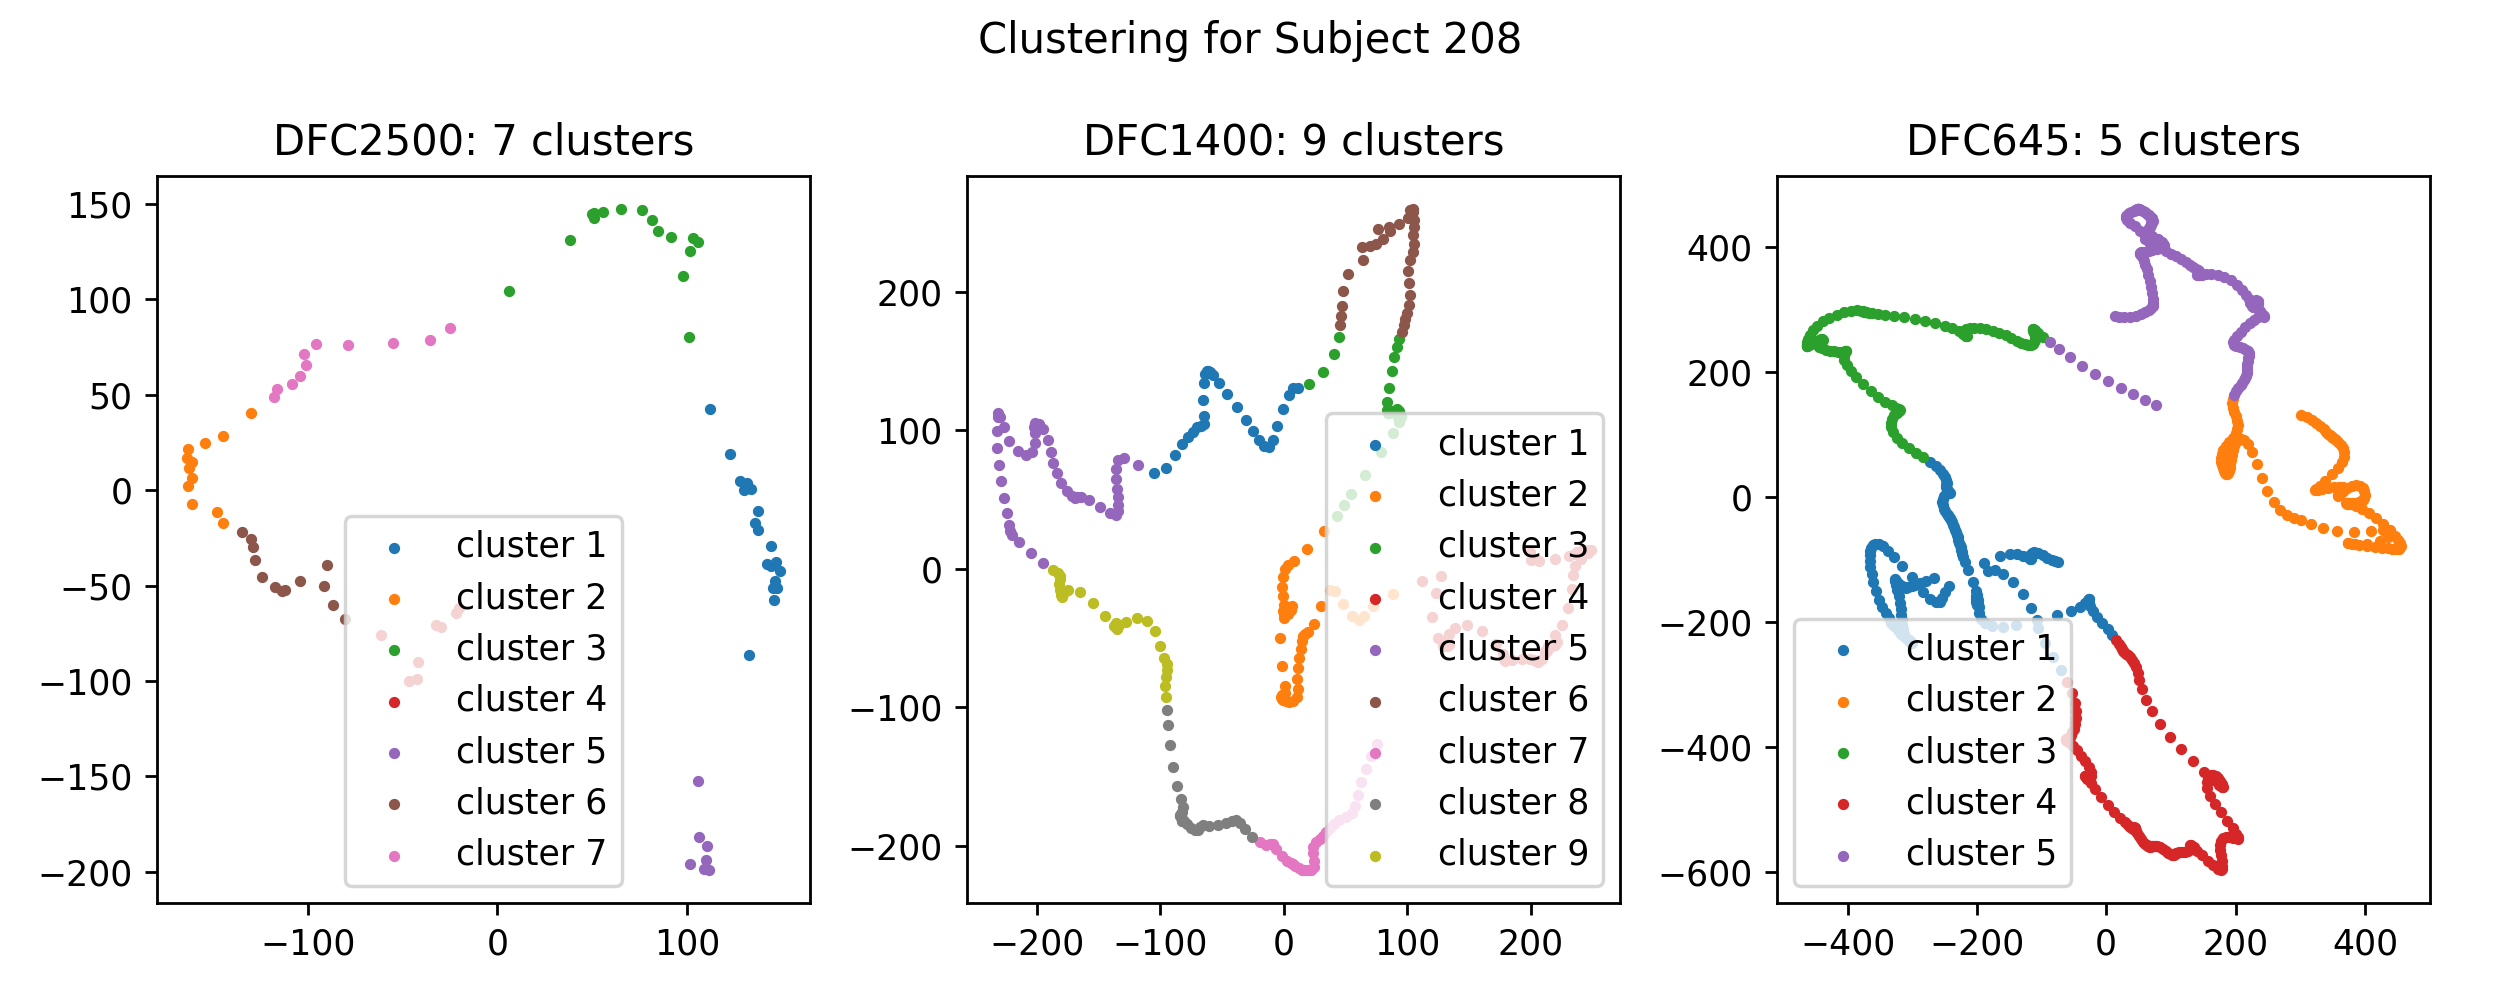 Clustering for Subject 208
DFC2500: 7 clusters
150
100
50
0
−50
−100
−150
−200
−100
0
100
cluster 1
cluster 2
cluster 3
cluster 4
cluster 5
cluster 6
cluster 7
DFC1400: 9 clusters
200
100
0
−100
−200
−200
−100
0
100
200
cluster 1
cluster 2
cluster 3
cluster 4
cluster 5
cluster 6
cluster 7
cluster 8
cluster 9
DFC645: 5 clusters
400
200
0
−200
−400
−600
−400
−200
0
200
400
cluster 1
cluster 2
cluster 3
cluster 4
cluster 5